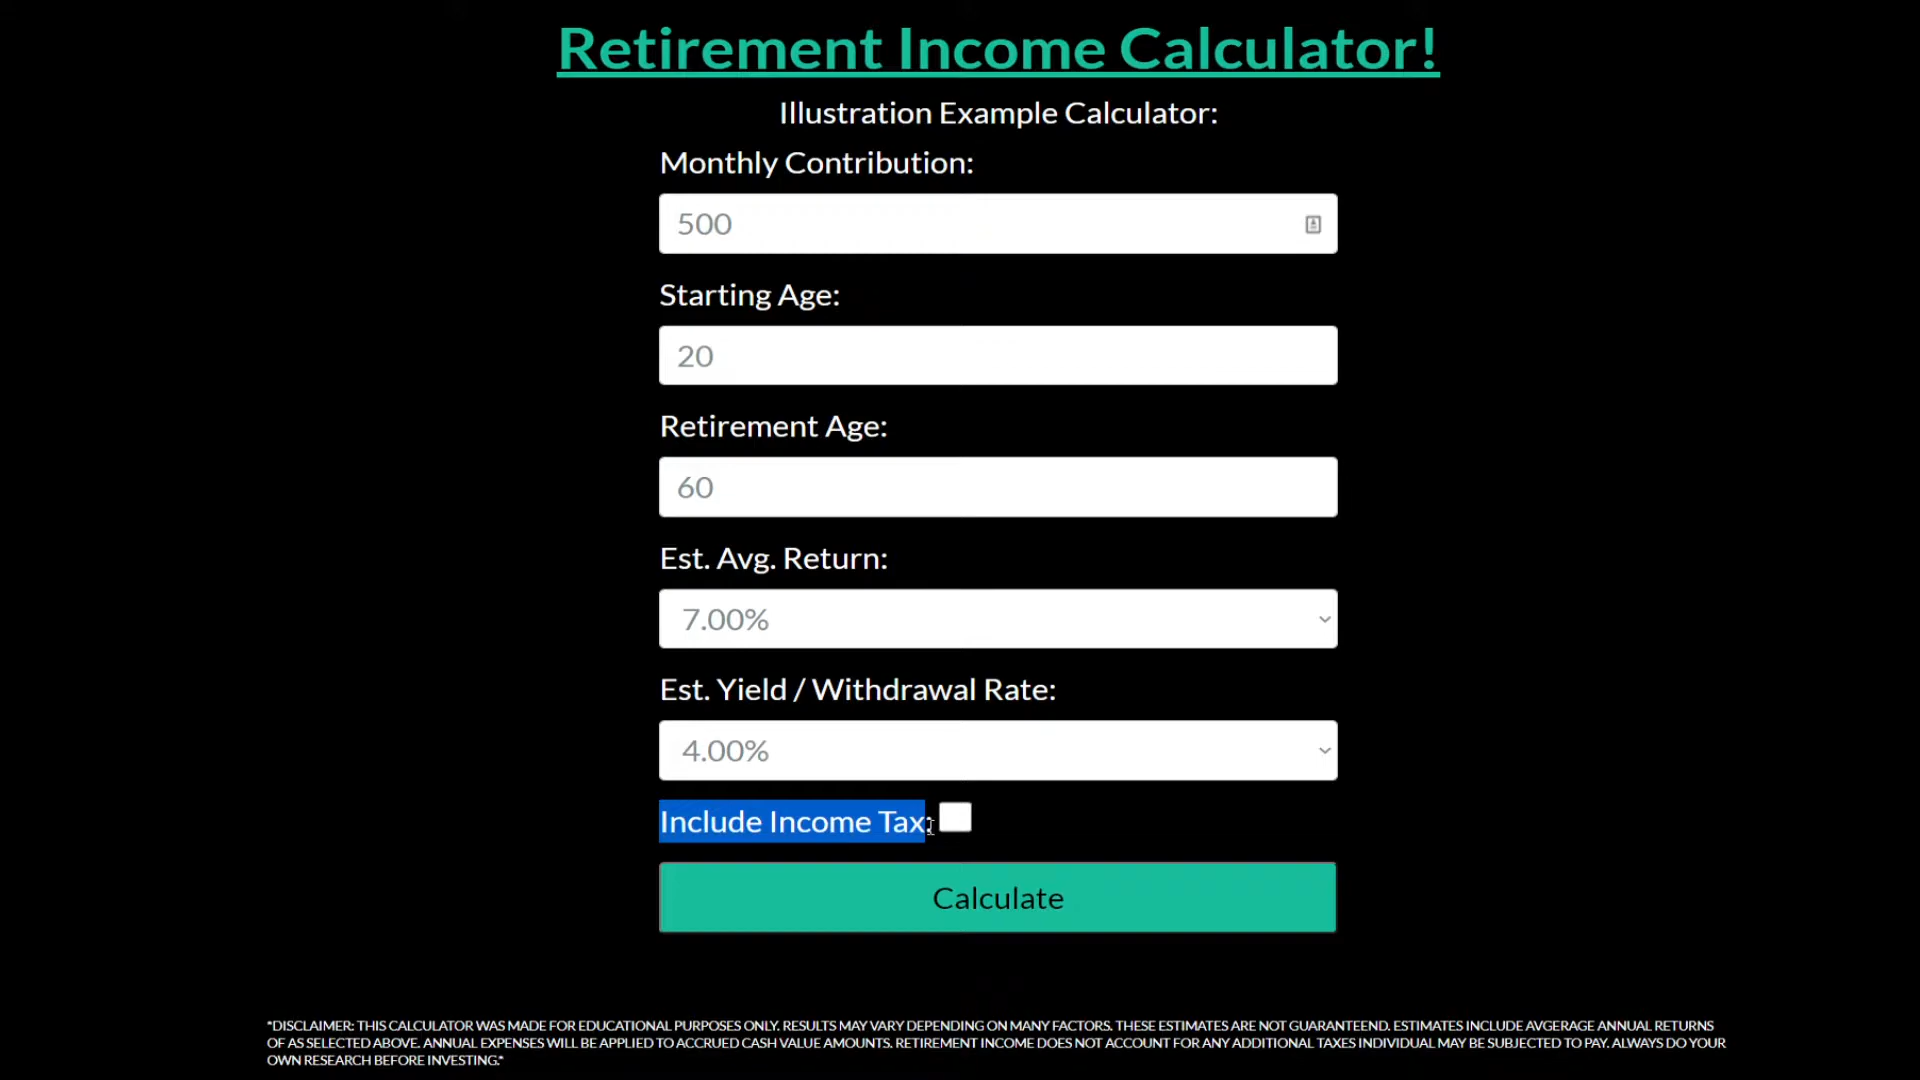 Retirement Income Calculator!
Illustration Example Calculator:
Monthly Contribution:
500
Starting Age:
20
Retirement Age:
60
Est. Avg. Return:
7.00%
Est. Yield / Withdrawal Rate:
4.00%
Include Income Tax:
Calculate
*DISCLAIMER: THIS CALCULATOR WAS MADE FOR EDUCATIONAL PURPOSES ONLY. RESULTS MAY VARY DEPENDING ON MANY FACTORS. THESE ESTIMATES ARE NOT GUARANTEEND. ESTIMATES INCLUDE AVGERAGE ANNUAL RETURNS
OF AS SELECTED ABOVE. ANNUAL EXPENSES WILL BE APPLIED TO ACCRUED CASH VALUE AMOUNTS. RETIREMENT INCOME DOES NOT ACCOUNT FOR ANY ADDITIONAL TAXES INDIVIDUAL MAY BE SUBJECTED TO PAY. ALWAYS DO YOUR
OWN RESEARCH BEFORE INVESTING.*